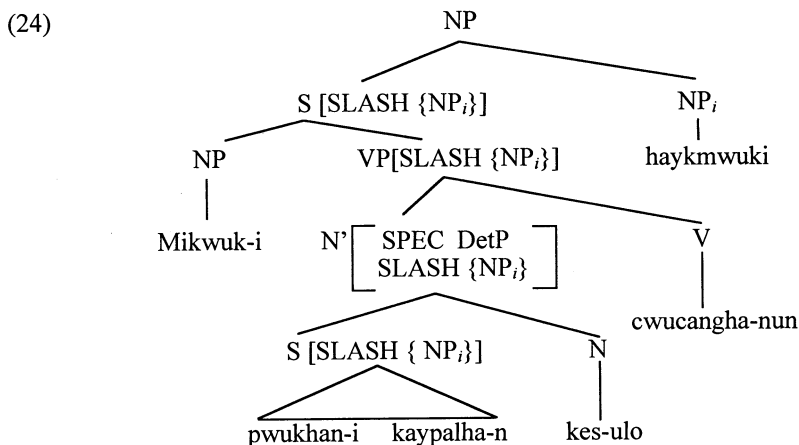 (24)
NP
S [SLASH {NPi}]
NPi
haykmwuki
NP
VP[SLASH {NPi}]
Mikwuk-i
N’
SPEC DetP
SLASH {NPi}
V
cwucangha-nun
S [SLASH { NPi}]
N
pwukhan-i kaypalha-n
kes-ulo